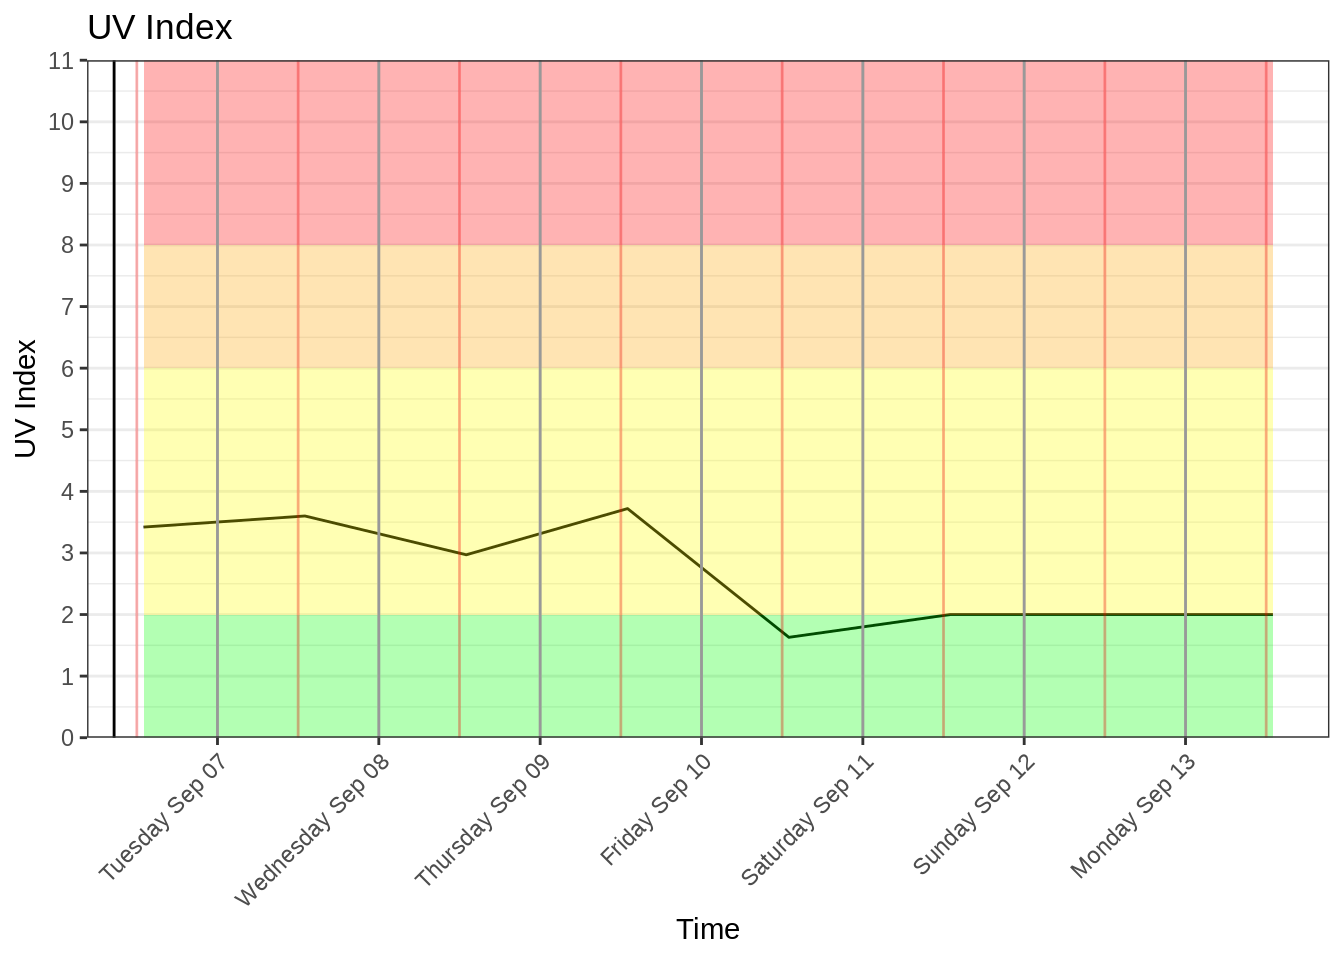 UV Index
11
10
9
8
7
6
5
4
3
2
1
0
UV Index
Tuesday Sep 07
Wednesday Sep 08
Thursday Sep 09
Friday Sep 10
Saturday Sep 11
Sunday Sep 12
Monday Sep 13
Time